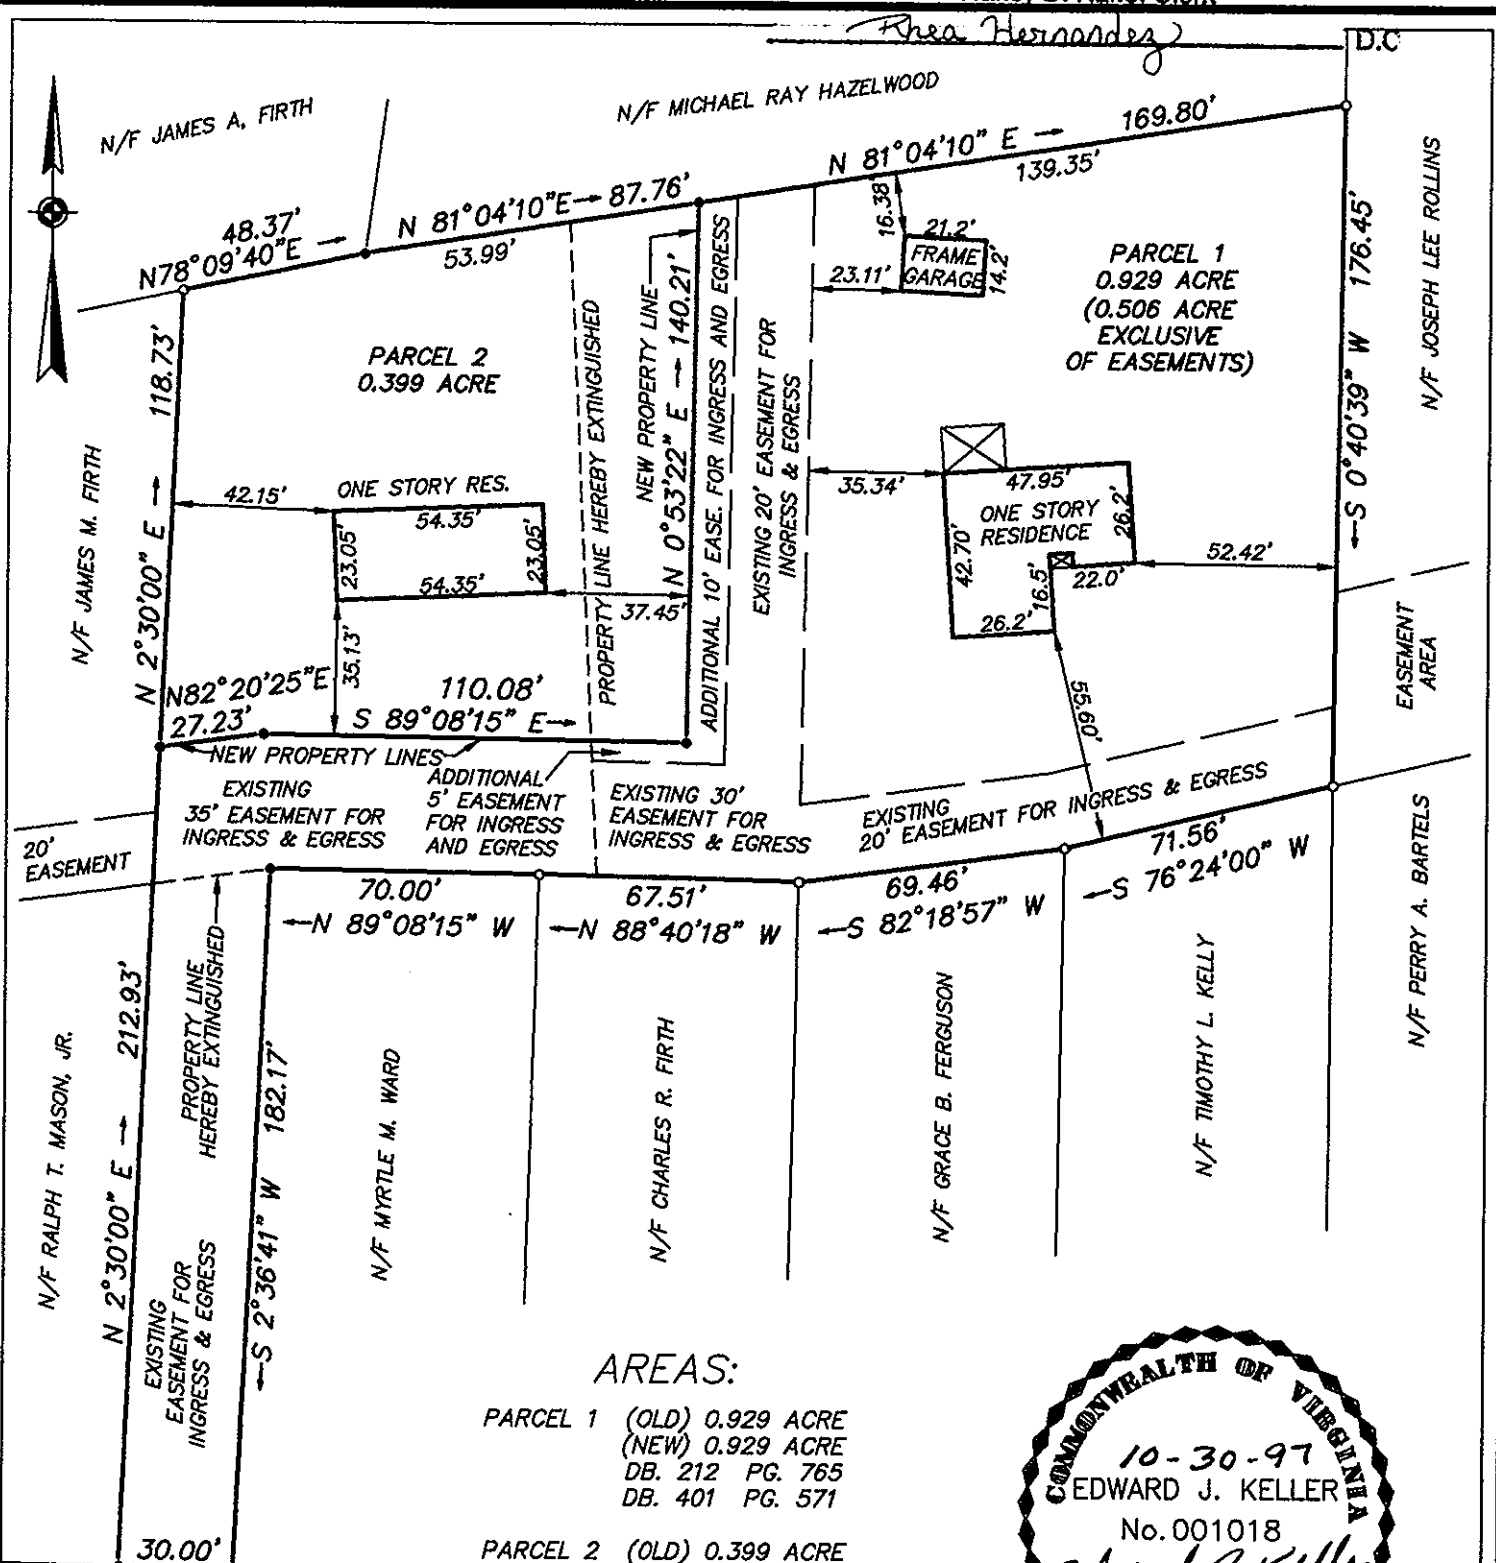 Rhea Hernandez
D.C
N/F JAMES A. FIRTH
N/F MICHAEL RAY HAZELWOOD
N 81°04'10" E → 169.80'
139.35'
N 81°04'10"E → 87.76'
53.99'
48.37'
N78°09'40"E →
16.38'
21.2'
FRAME
GARAGE
14.2'
23.11'
PARCEL 1
0.929 ACRE
(0.506 ACRE
EXCLUSIVE
OF EASEMENTS)
←S 0°40'39" W 176.45'
N/F JOSEPH LEE ROLLINS
PARCEL 2
0.399 ACRE
N 2°30'00" E → 118.73'
N/F JAMES M. FIRTH
PROPERTY LINE HEREBY EXTINGUISHED
NEW PROPERTY LINE
N 0°53'22" E → 140.21'
ADDITIONAL 10' EASE. FOR INGRESS AND EGRESS
EXISTING 20' EASEMENT FOR
INGRESS & EGRESS
42.15'
ONE STORY RES.
54.35'
23.05'
23.05'
54.35'
37.45'
35.13'
35.34'
47.95'
ONE STORY
RESIDENCE
26.2'
42.70'
16.5'
22.0'
26.2'
52.42'
55.60'
EASEMENT
AREA
N82°20'25"E
27.23'
110.08'
S 89°08'15" E→
NEW PROPERTY LINES
EXISTING
35' EASEMENT FOR
INGRESS & EGRESS
ADDITIONAL
5' EASEMENT
FOR INGRESS
AND EGRESS
EXISTING 30'
EASEMENT FOR
INGRESS & EGRESS
EXISTING
20' EASEMENT FOR INGRESS & EGRESS
20'
EASEMENT
70.00'
←N 89°08'15" W
67.51'
←N 88°40'18" W
69.46'
←S 82°18'57" W
71.56'
←S 76°24'00" W
N/F PERRY A. BARTELS
PROPERTY LINE
HEREBY EXTINGUISHED
N 2°30'00" E → 212.93'
←S 2°36'41" W 182.17'
N/F RALPH T. MASON, JR.
N/F MYRTLE M. WARD
N/F CHARLES R. FIRTH
N/F GRACE B. FERGUSON
N/F TIMOTHY L. KELLY
EXISTING
EASEMENT FOR
INGRESS & EGRESS
30.00'
AREAS:
PARCEL 1 (OLD) 0.929 ACRE
(NEW) 0.929 ACRE
DB. 212 PG. 765
DB. 401 PG. 571
PARCEL 2 (OLD) 0.399 ACRE
COMMONWEALTH OF VIRGINIA
10-30-97
EDWARD J. KELLER
No. 001018